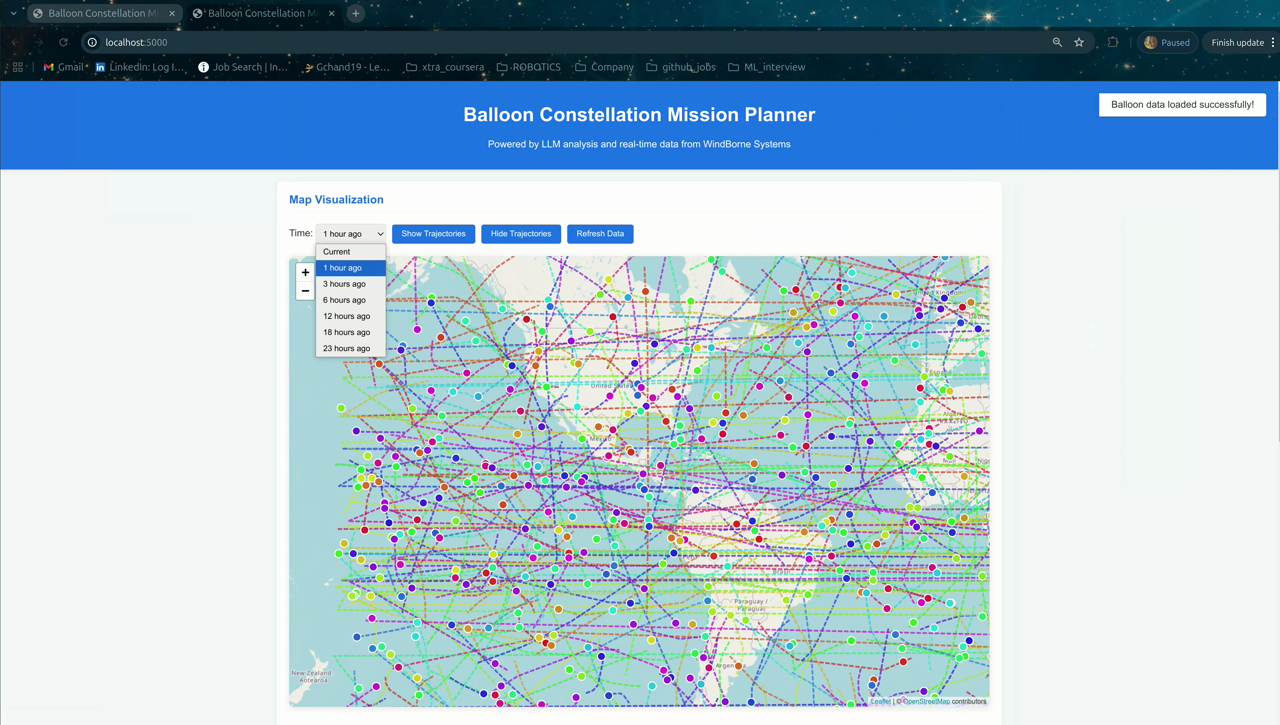 Balloon Constellation Mi
Balloon Constellation M
localhost:5000
Paused
Finish update
Gmail
LinkedIn: Log I...
Job Search | In...
Gchand19 - Le...
xtra_coursera
ROBOTICS
Company
github_jobs
ML_interview
Balloon Constellation Mission Planner
Balloon data loaded successfully!
Powered by LLM analysis and real-time data from WindBorne Systems
Map Visualization
Time:
1 hour ago
Show Trajectories
Hide Trajectories
Refresh Data
Current
1 hour ago
3 hours ago
6 hours ago
12 hours ago
18 hours ago
23 hours ago
+
−
United States
Mexico
Brazil
Paraguay /
Paraguai
New Zealand
Aotearoa
Leaflet | © OpenStreetMap contributors